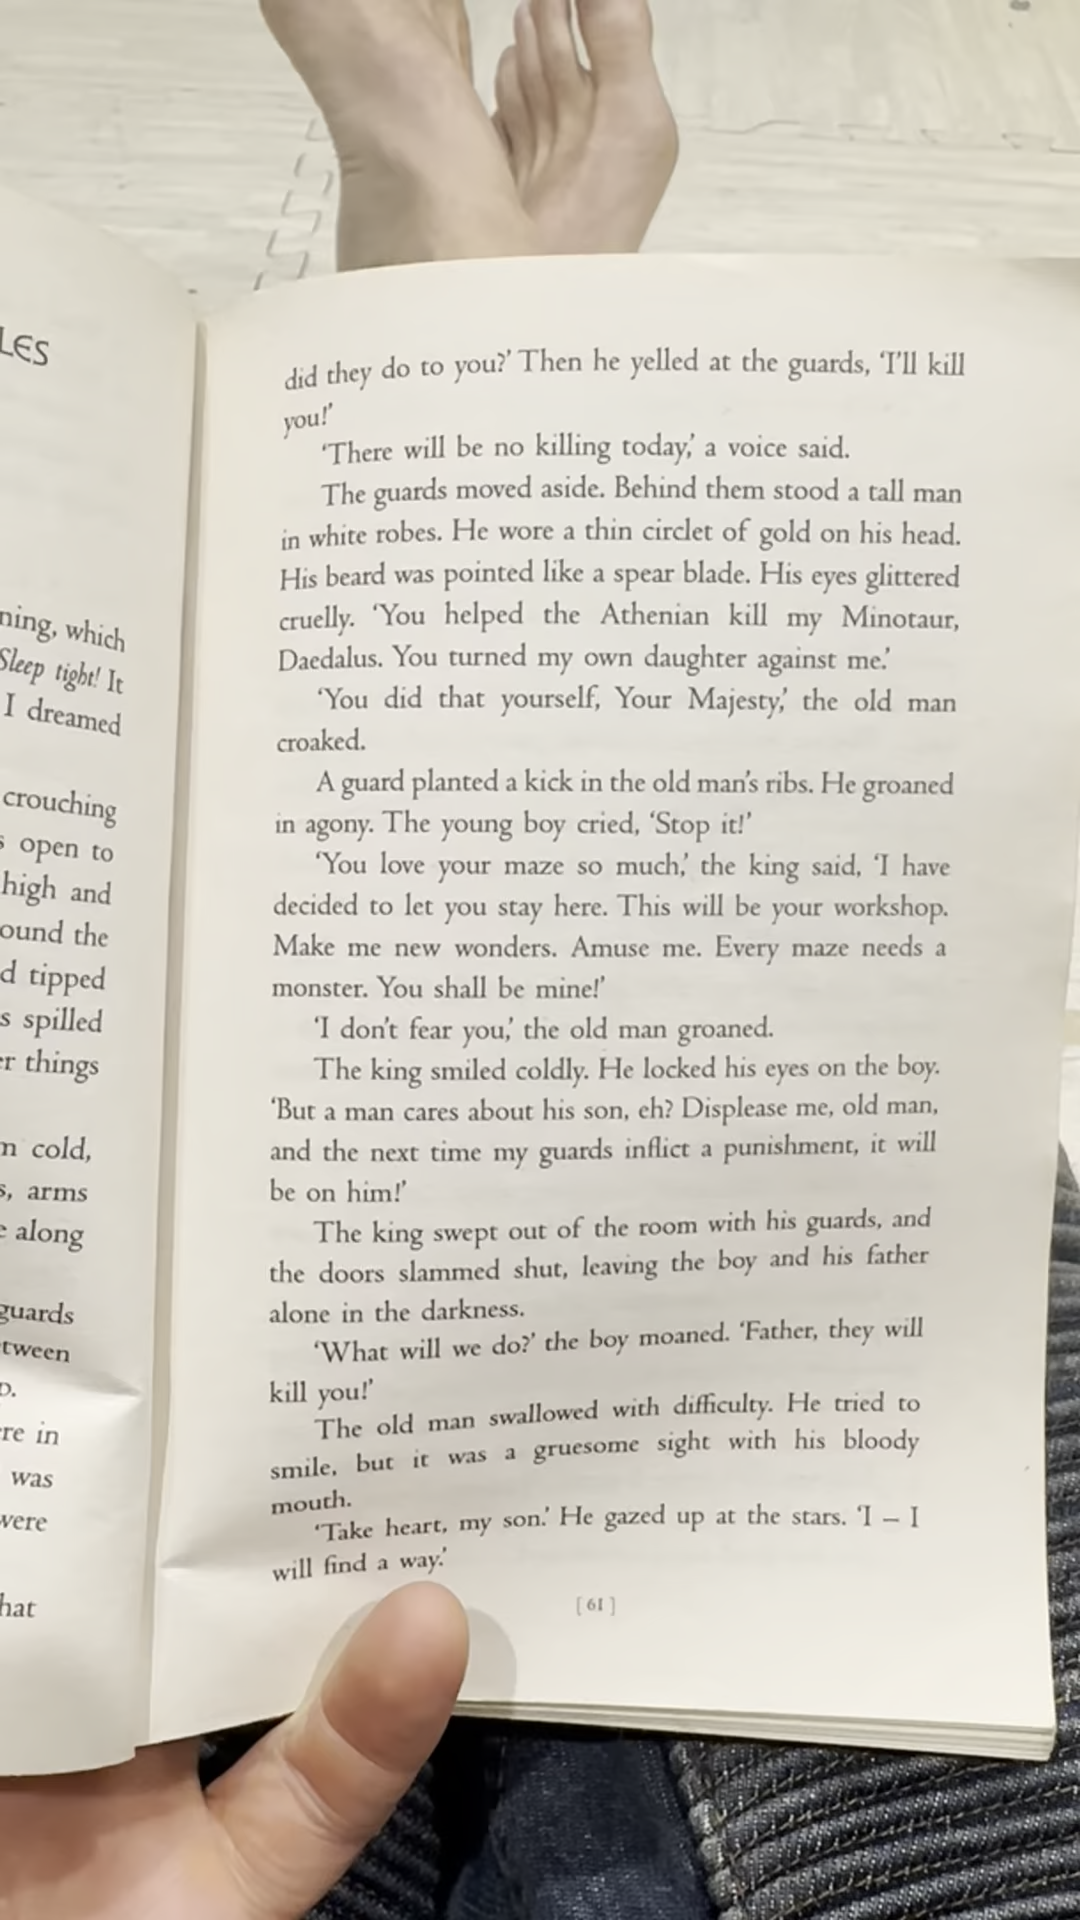 LES
ning, which
Sleep tight! It
I dreamed
crouching
s open to
high and
ound the
d tipped
s spilled
er things
n cold,
s, arms
e along
guards
tween
p.
re in
was
were
hat
did they do to you?’ Then he yelled at the guards, ‘I’ll kill
you!’
‘There will be no killing today,’ a voice said.
The guards moved aside. Behind them stood a tall man
in white robes. He wore a thin circlet of gold on his head.
His beard was pointed like a spear blade. His eyes glittered
cruelly. ‘You helped the Athenian kill my Minotaur,
Daedalus. You turned my own daughter against me.’
‘You did that yourself, Your Majesty,’ the old man
croaked.
A guard planted a kick in the old man’s ribs. He groaned
in agony. The young boy cried, ‘Stop it!’
‘You love your maze so much,’ the king said, ‘I have
decided to let you stay here. This will be your workshop.
Make me new wonders. Amuse me. Every maze needs a
monster. You shall be mine!’
‘I don’t fear you,’ the old man groaned.
The king smiled coldly. He locked his eyes on the boy.
‘But a man cares about his son, eh? Displease me, old man,
and the next time my guards inflict a punishment, it will
be on him!’
The king swept out of the room with his guards, and
the doors slammed shut, leaving the boy and his father
alone in the darkness.
‘What will we do?’ the boy moaned. ‘Father, they will
kill you!’
The old man swallowed with difficulty. He tried to
smile, but it was a gruesome sight with his bloody
mouth.
‘Take heart, my son.’ He gazed up at the stars. ‘I – I
will find a way.’
[ 61 ]